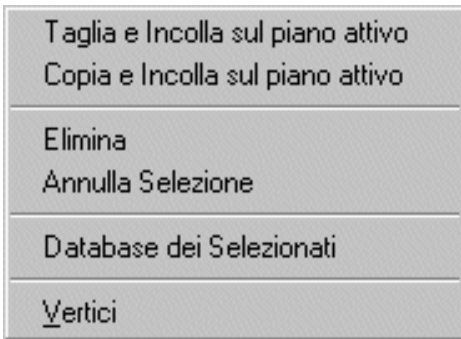 Taglia e Incolla sul piano attivo
Copia e Incolla sul piano attivo
Elimina
Annulla Selezione
Database dei Selezionati
Vertici